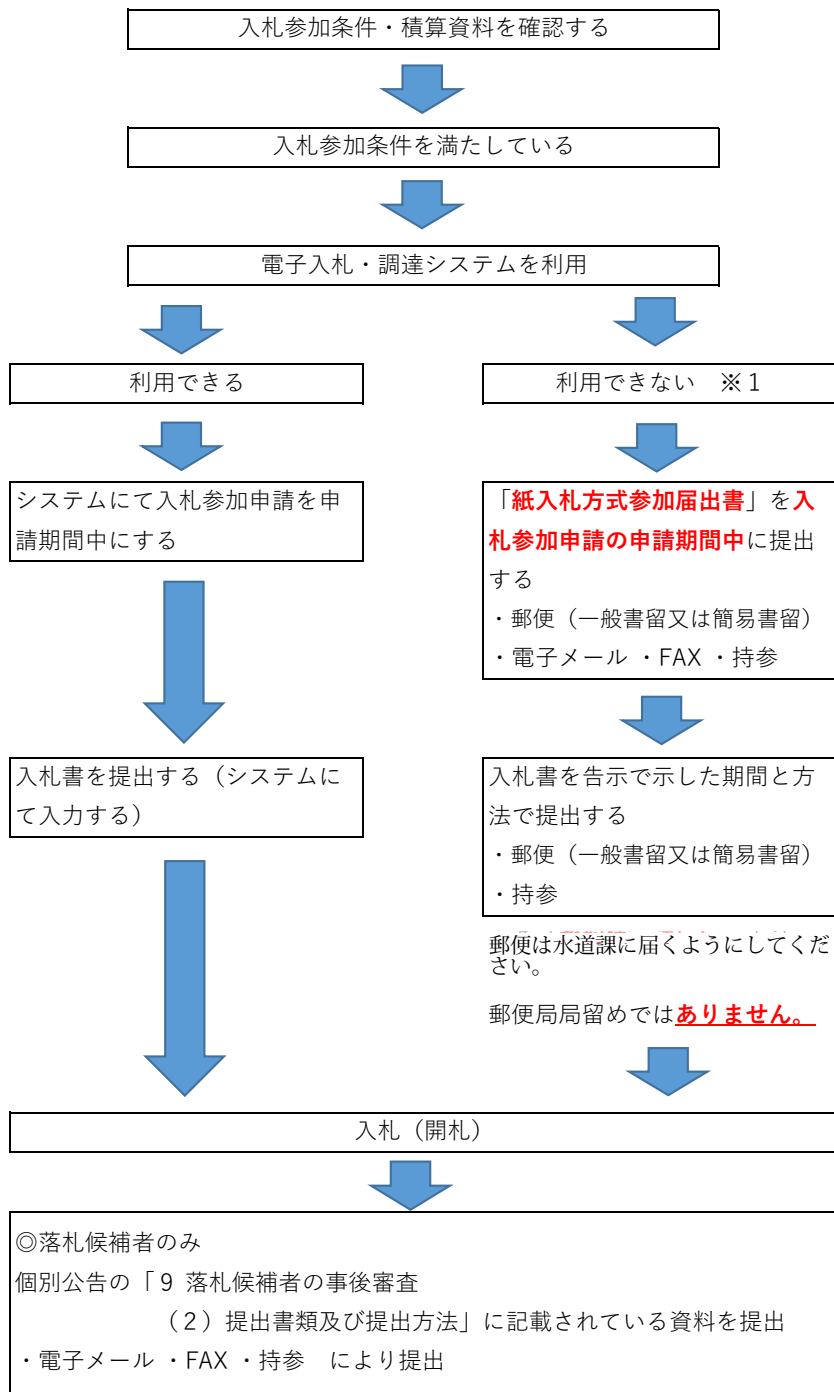 入札参加条件・積算資料を確認する
入札参加条件を満たしている
電子入札・調達システムを利用
利用できる
利用できない　※１
システムにて入札参加申請を申
請期間中にする
「紙入札方式参加届出書」を入
札参加申請の申請期間中に提出
する
・郵便（一般書留又は簡易書留）
・電子メール ・FAX ・持参
入札書を提出する（システムに
て入力する）
入札書を告示で示した期間と方
法で提出する
・郵便（一般書留又は簡易書留）
・持参
郵便は水道課に届くようにしてくだ
さい。
郵便局局留めではありません。
入札（開札）
◎落札候補者のみ
個別公告の「９ 落札候補者の事後審査
（２）提出書類及び提出方法」に記載されている資料を提出
・電子メール ・FAX ・持参　により提出